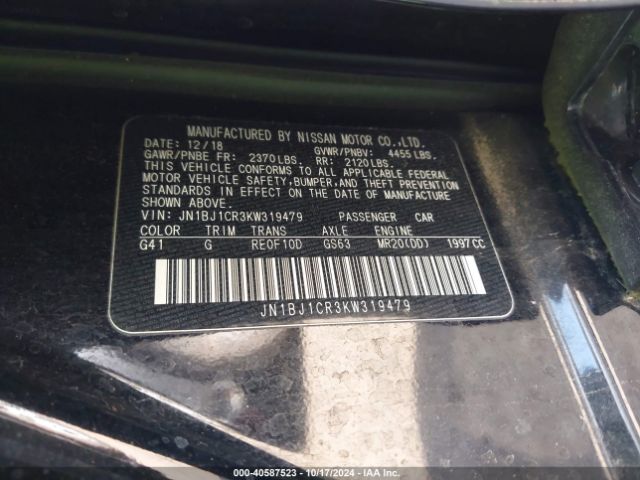 MANUFACTURED BY NISSAN MOTOR CO.,LTD.
DATE: 12/18 GVWR/PNBV: 4455 LBS.
GAWR/PNBE FR: 2370 LBS. RR: 2120 LBS.
THIS VEHICLE CONFORMS TO ALL APPLICABLE FEDERAL
MOTOR VEHICLE SAFETY, BUMPER, AND THEFT PREVENTION
STANDARDS IN EFFECT ON THE DATE OF MANUFACTURE
SHOWN ABOVE.
VIN: JN1BJ1CR3KW319479 PASSENGER CAR
COLOR TRIM TRANS AXLE ENGINE
G41 G RE0F10D GS63 MR20(DD) 1997CC
JN1BJ1CR3KW319479
000-40587523 - 10/17/2024 - IAA Inc.